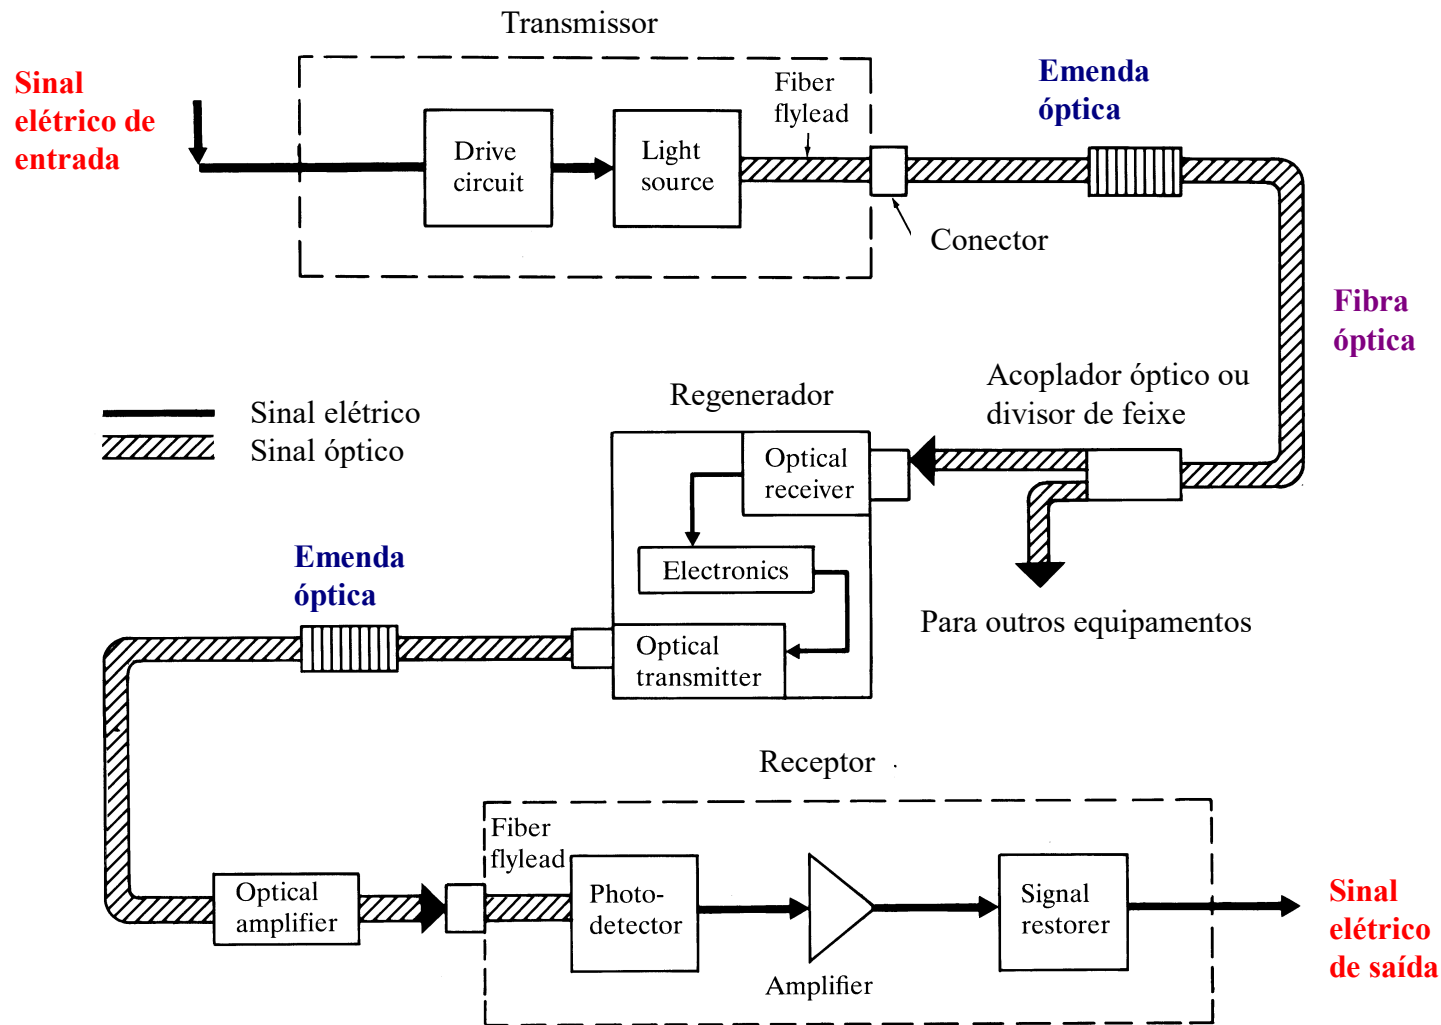 Transmissor
Sinal
elétrico de
entrada
Drive
circuit
Light
source
Fiber
flylead
Conector
Emenda
óptica
Fibra
óptica
Acoplador óptico ou
divisor de feixe
Para outros equipamentos
Sinal elétrico
Sinal óptico
Regenerador
Optical
receiver
Electronics
Optical
transmitter
Emenda
óptica
Receptor
Optical
amplifier
Fiber
flylead
Photo-
detector
Amplifier
Signal
restorer
Sinal
elétrico
de saída